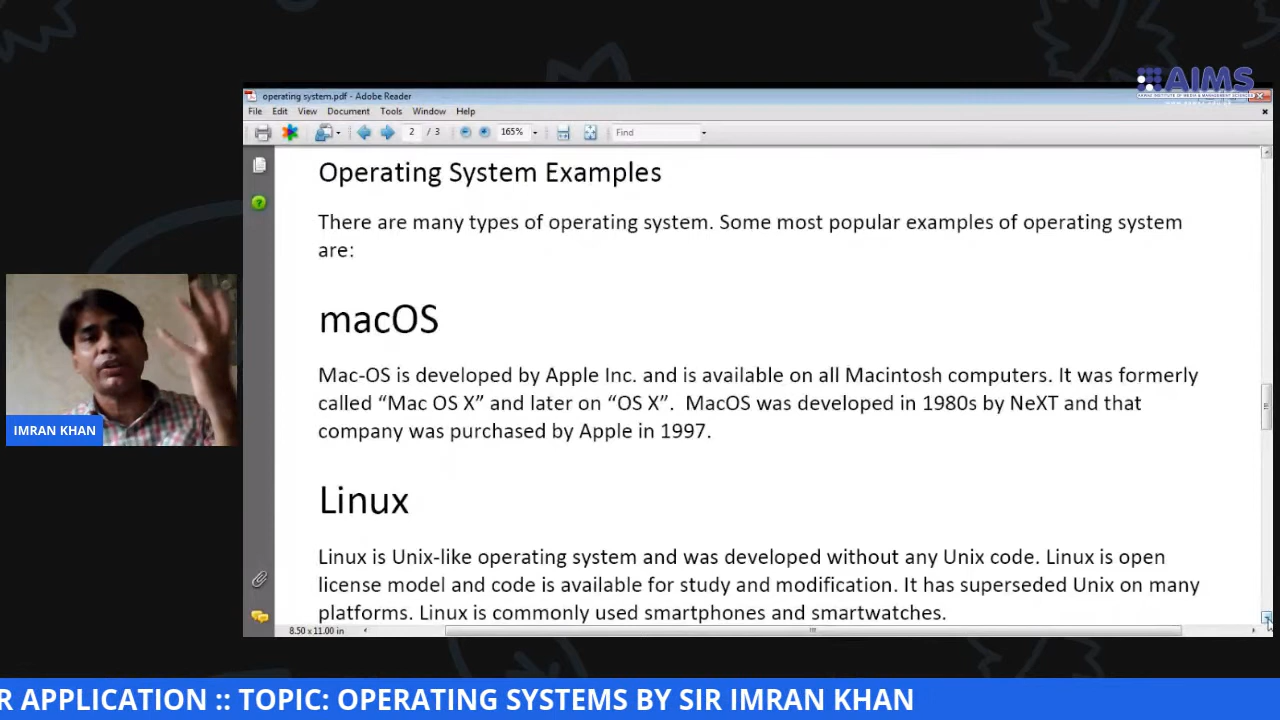 AIMS
operating system.pdf - Adobe Reader
File Edit View Document Tools Window Help
2 / 3 165% Find
Operating System Examples
There are many types of operating system. Some most popular examples of operating system
are:
macOS
Mac-OS is developed by Apple Inc. and is available on all Macintosh computers. It was formerly
called “Mac OS X” and later on “OS X”. MacOS was developed in 1980s by NeXT and that
company was purchased by Apple in 1997.
Linux
Linux is Unix-like operating system and was developed without any Unix code. Linux is open
license model and code is available for study and modification. It has superseded Unix on many
platforms. Linux is commonly used smartphones and smartwatches.
8.50 x 11.00 in
IMRAN KHAN
R APPLICATION :: TOPIC: OPERATING SYSTEMS BY SIR IMRAN KHAN